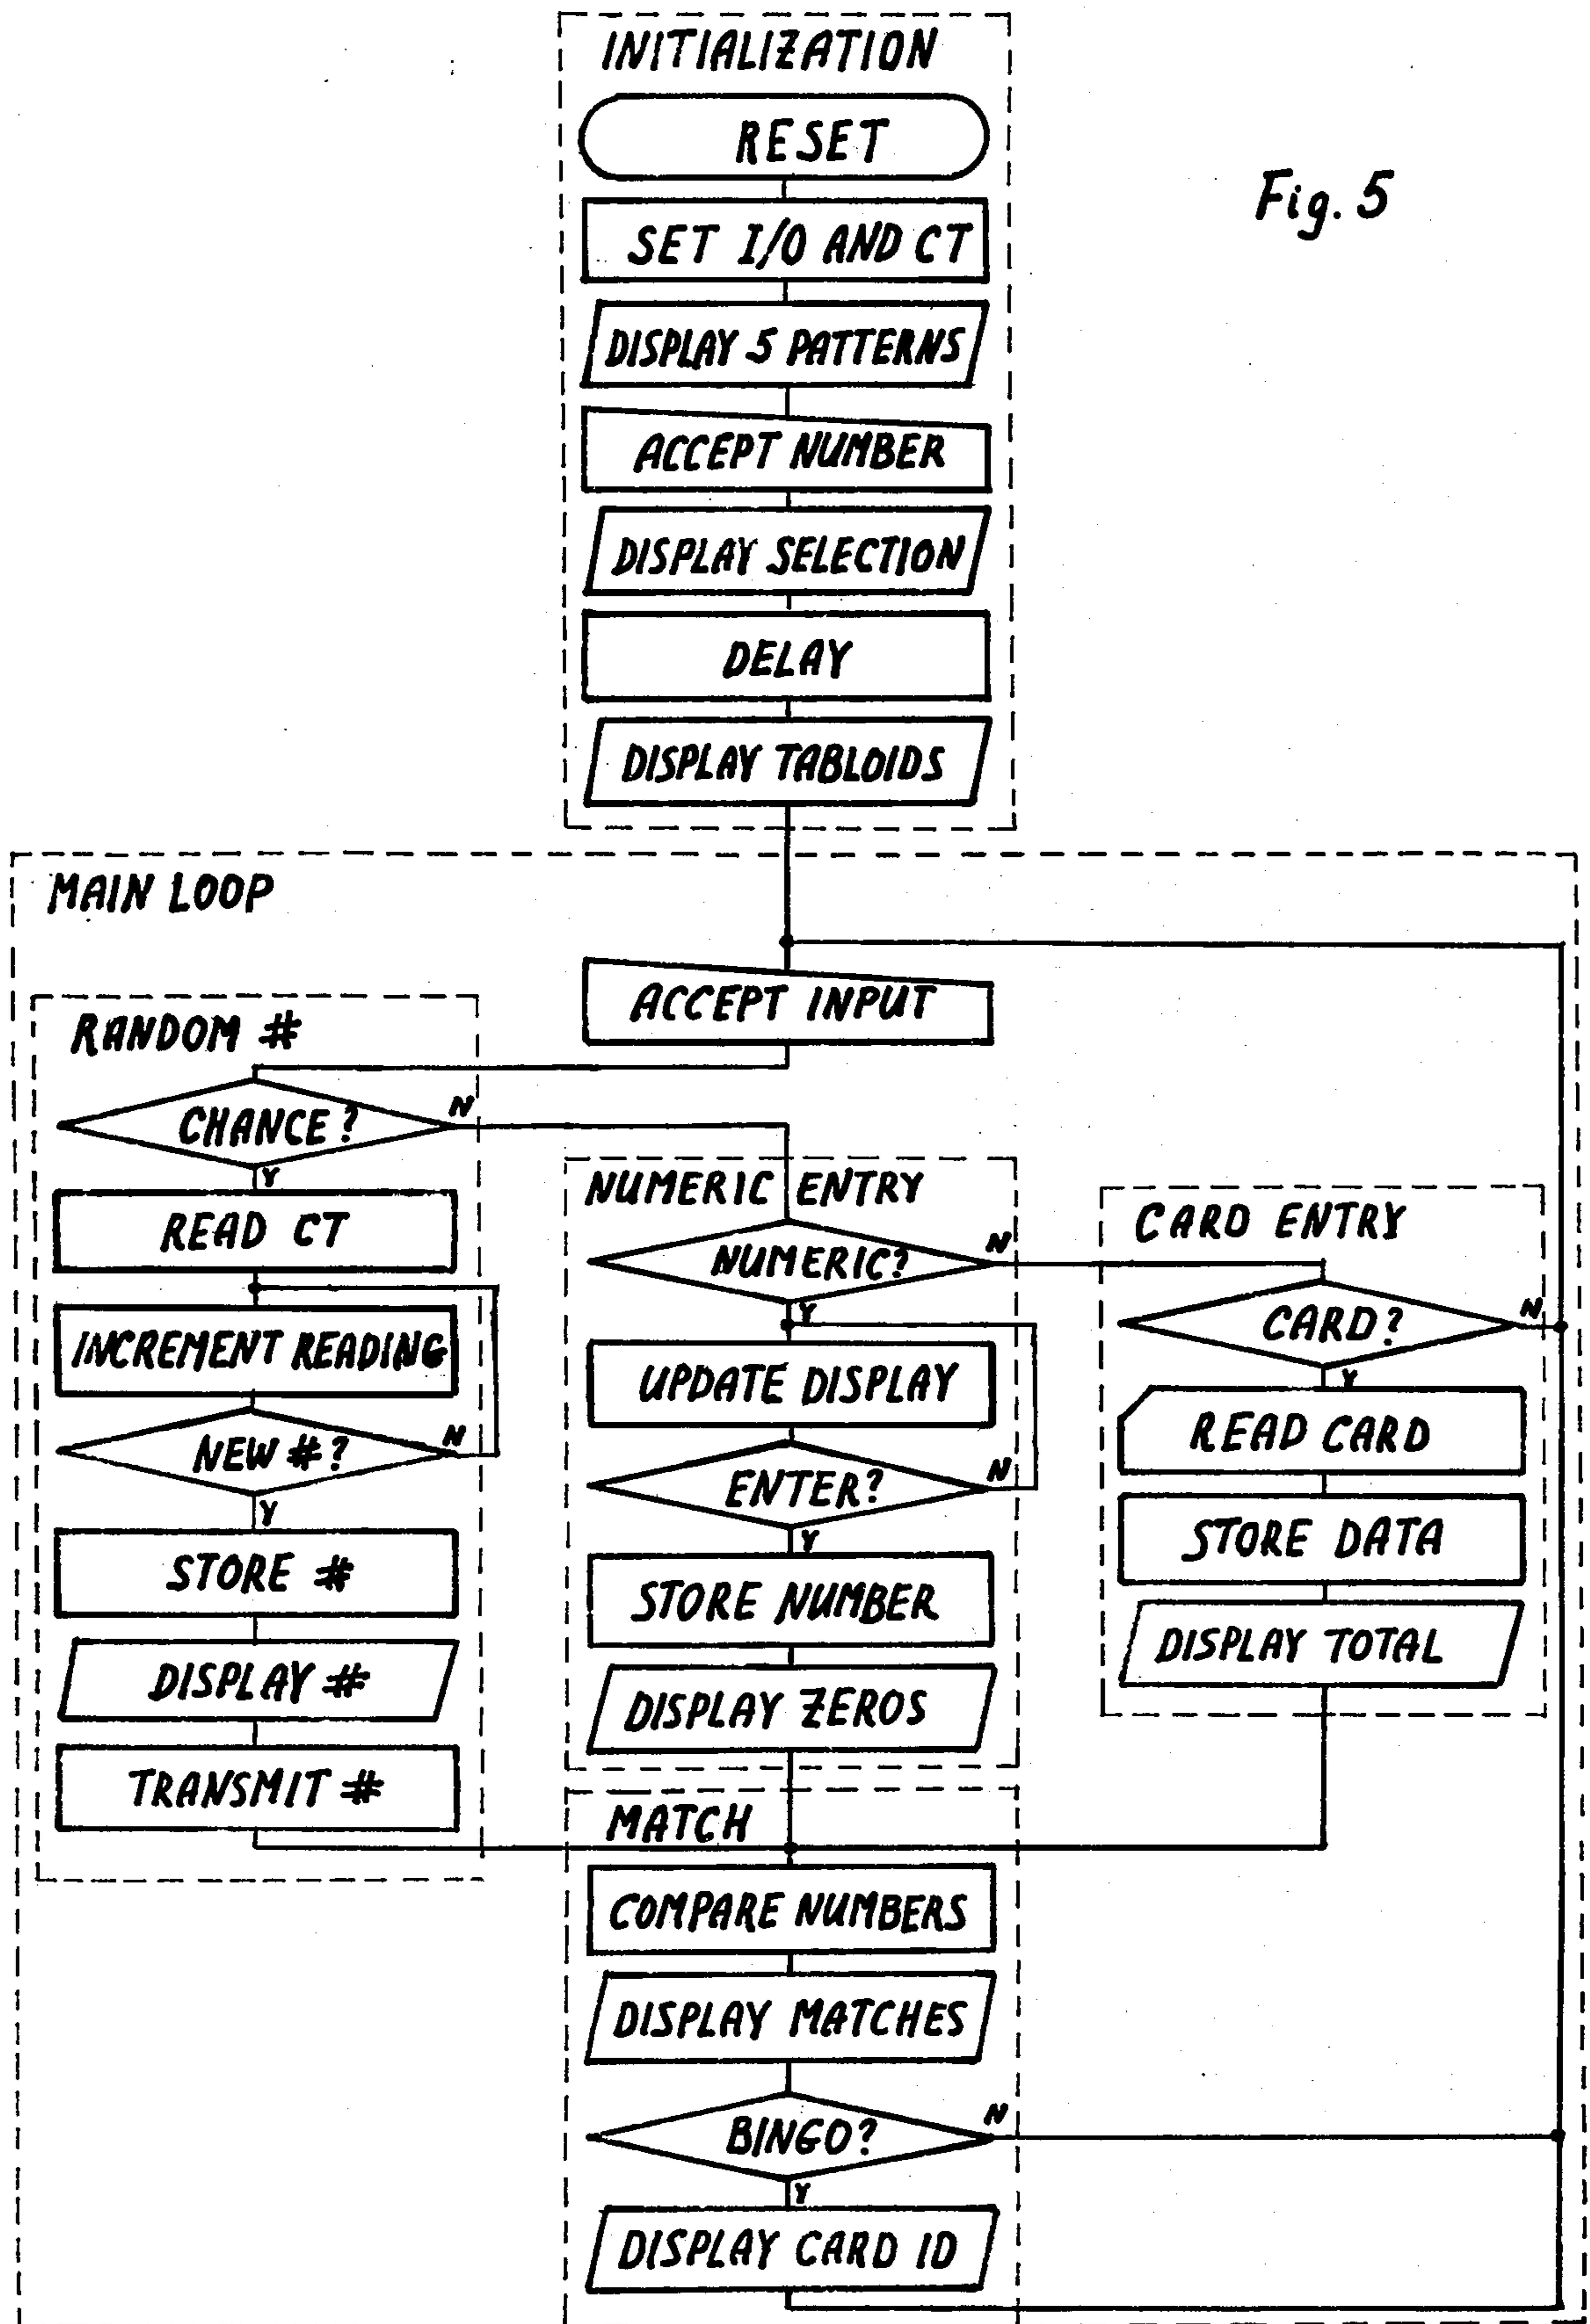 INITIALIZATION
RESET
Fig. 5
SET I/O AND CT
DISPLAY 5 PATTERNS
ACCEPT NUMBER
DISPLAY SELECTION
DELAY
DISPLAY TABLOIDS
MAIN LOOP
ACCEPT INPUT
RANDOM #
CHANCE?
N
Y
READ CT
INCREMENT READING
NEW #?
N
Y
STORE #
DISPLAY #
TRANSMIT #
NUMERIC ENTRY
NUMERIC?
N
Y
UPDATE DISPLAY
ENTER?
N
Y
STORE NUMBER
DISPLAY ZEROS
CARD ENTRY
CARD?
N
Y
READ CARD
STORE DATA
DISPLAY TOTAL
MATCH
COMPARE NUMBERS
DISPLAY MATCHES
BINGO?
N
Y
DISPLAY CARD ID